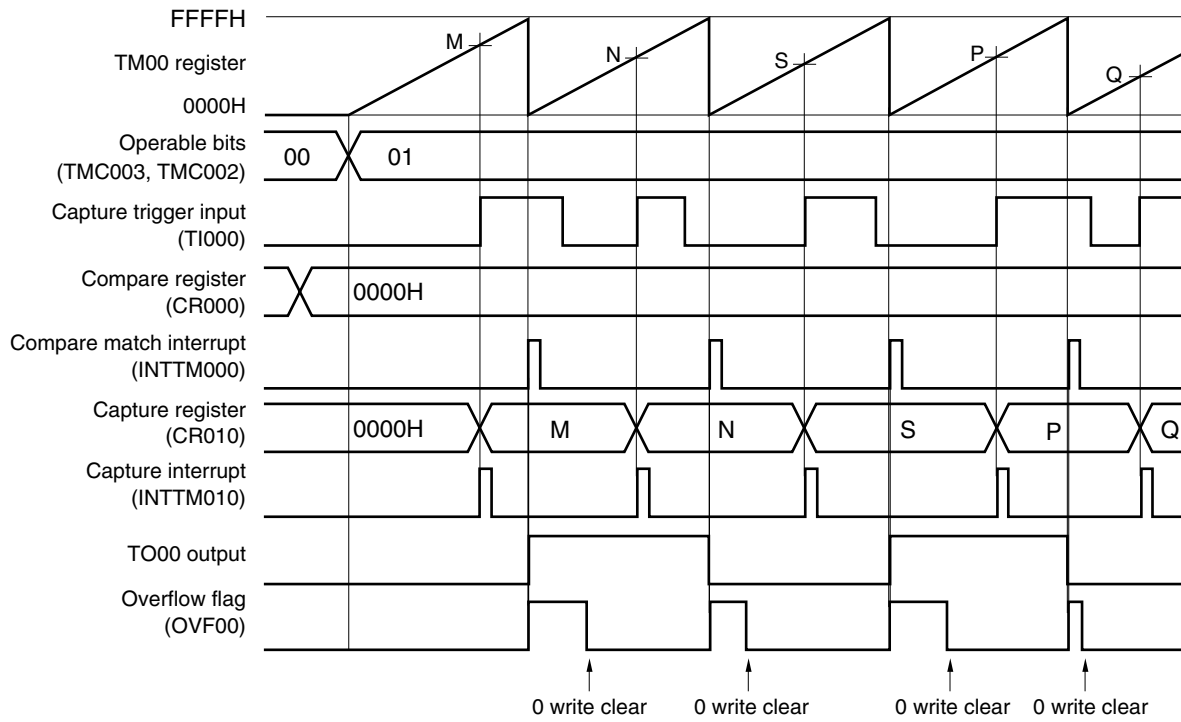 FFFFH
TM00 register
0000H
M N S P Q
Operable bits
(TMC003, TMC002)
00 01
Capture trigger input
(TI000)
Compare register
(CR000)
0000H
Compare match interrupt
(INTTM000)
Capture register
(CR010)
0000H M N S P Q
Capture interrupt
(INTTM010)
TO00 output
Overflow flag
(OVF00)
0 write clear 0 write clear 0 write clear 0 write clear